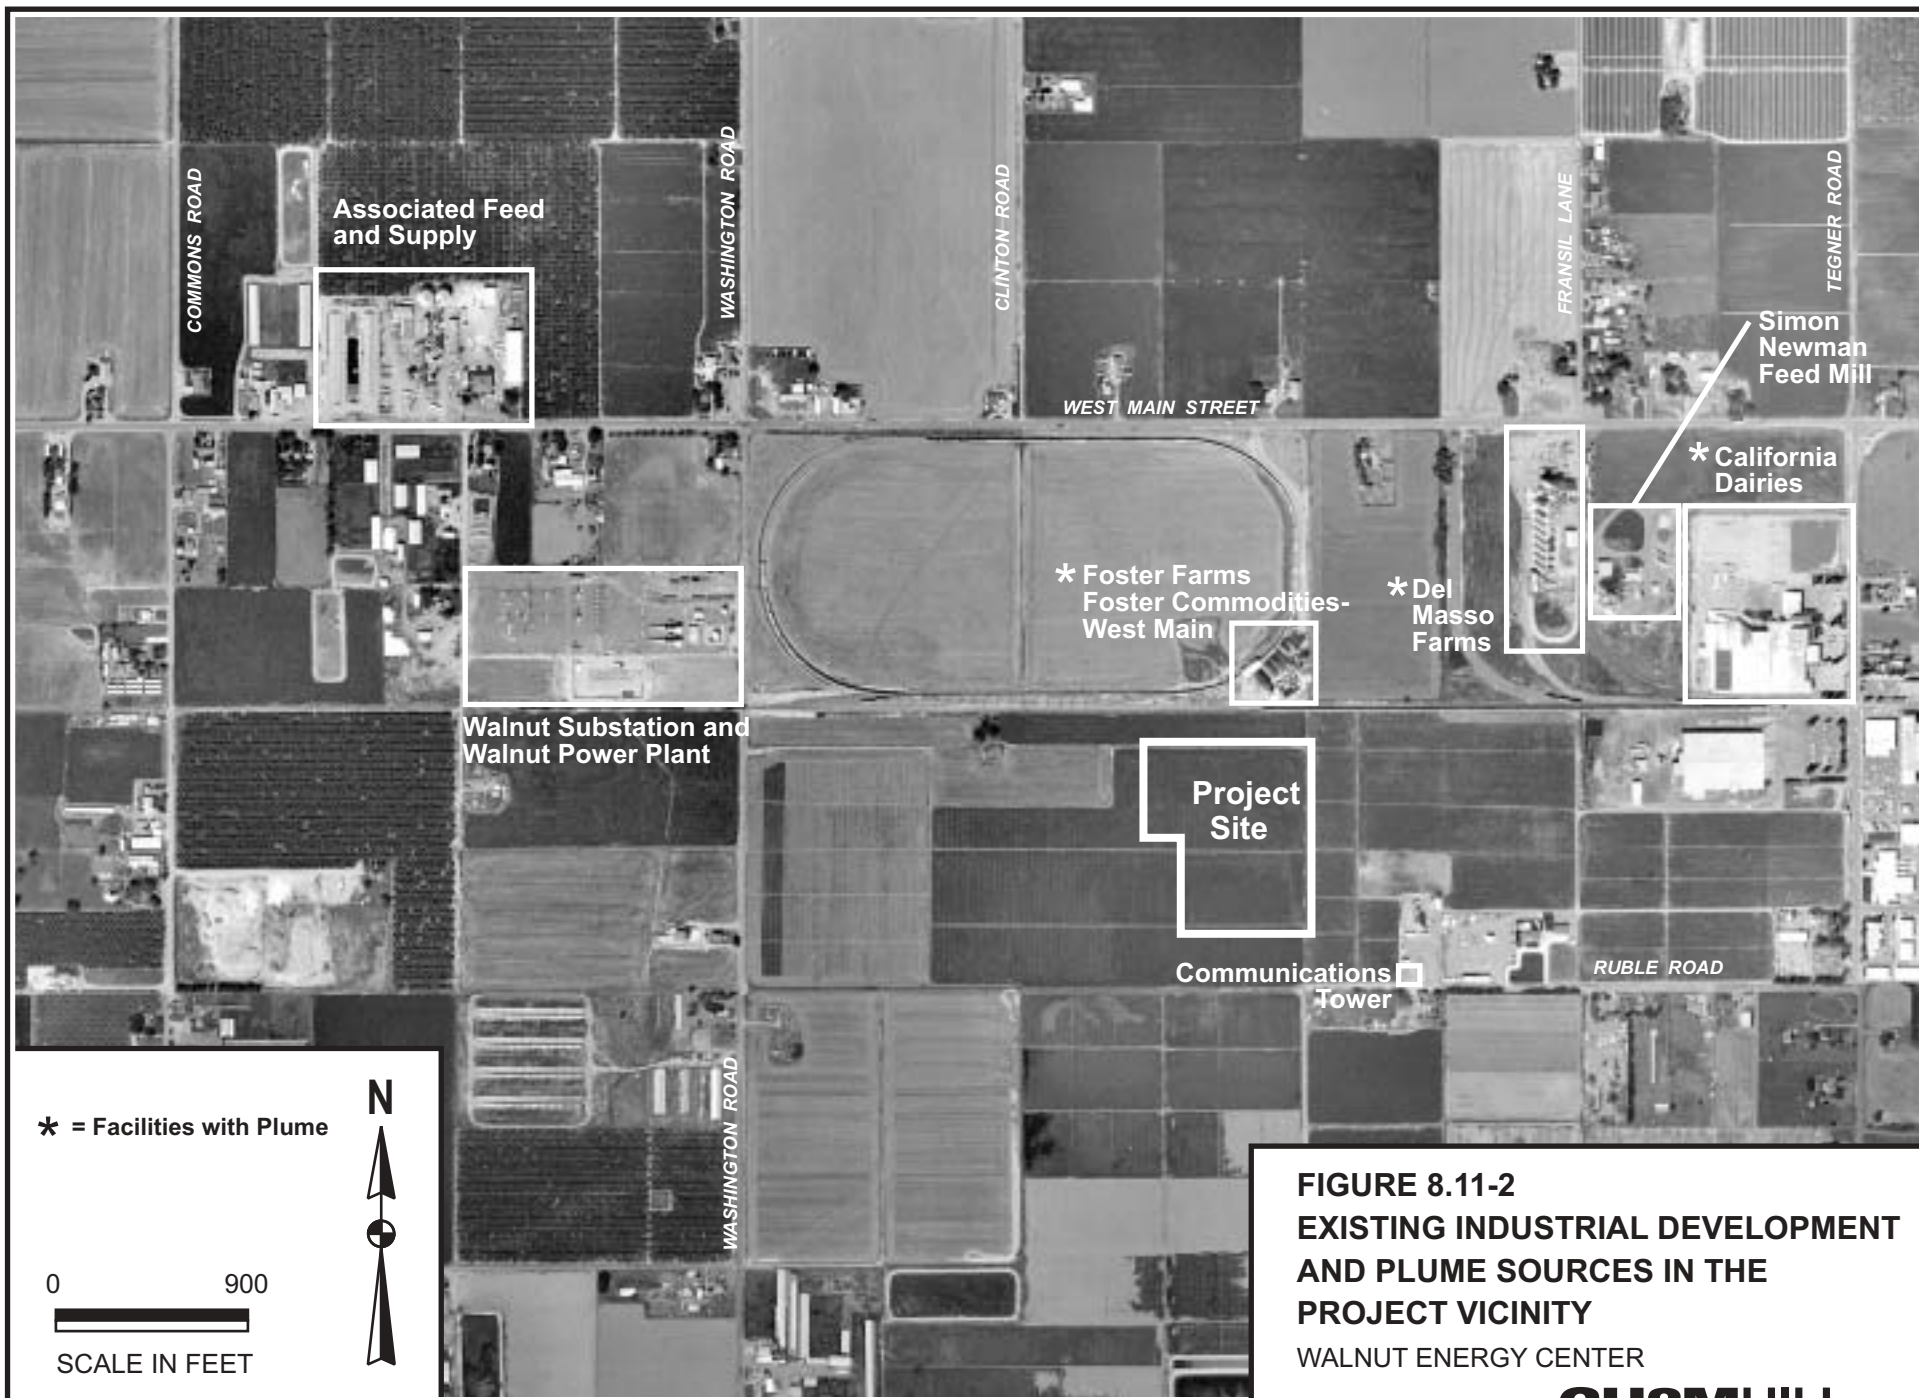 COMMONS ROAD
Associated Feed
and Supply
WASHINGTON ROAD
CLINTON ROAD
FRANSIL LANE
TEGNER ROAD
Simon
Newman
Feed Mill
WEST MAIN STREET
* California
Dairies
* Foster Farms
Foster Commodities-
West Main
* Del
Masso
Farms
Walnut Substation and
Walnut Power Plant
Project
Site
Communications
Tower
RUBLE ROAD
WASHINGTON ROAD
N
* = Facilities with Plume
0 900
SCALE IN FEET
FIGURE 8.11-2
EXISTING INDUSTRIAL DEVELOPMENT
AND PLUME SOURCES IN THE
PROJECT VICINITY
WALNUT ENERGY CENTER